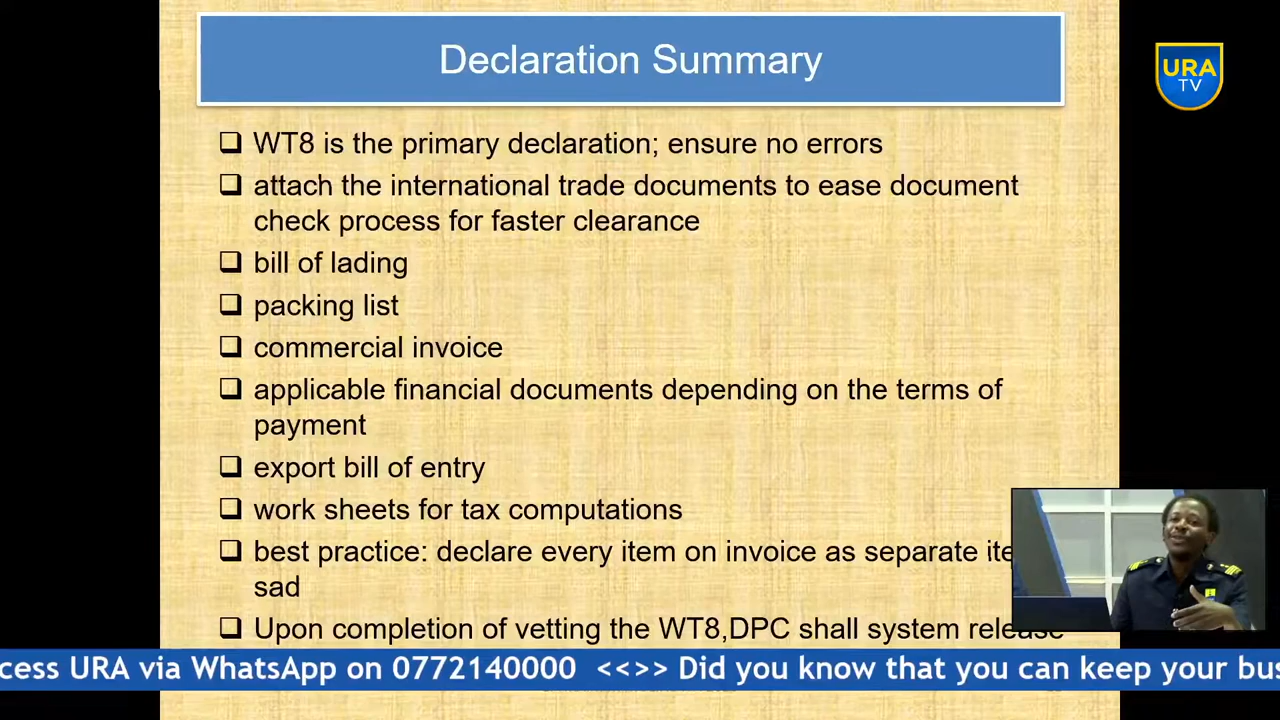 Declaration Summary
URA
TV
WT8 is the primary declaration; ensure no errors
attach the international trade documents to ease document
check process for faster clearance
bill of lading
packing list
commercial invoice
applicable financial documents depending on the terms of
payment
export bill of entry
work sheets for tax computations
best practice: declare every item on invoice as separate ite
sad
Upon completion of vetting the WT8,DPC shall system release
cess URA via WhatsApp on 0772140000 <<>> Did you know that you can keep your bus